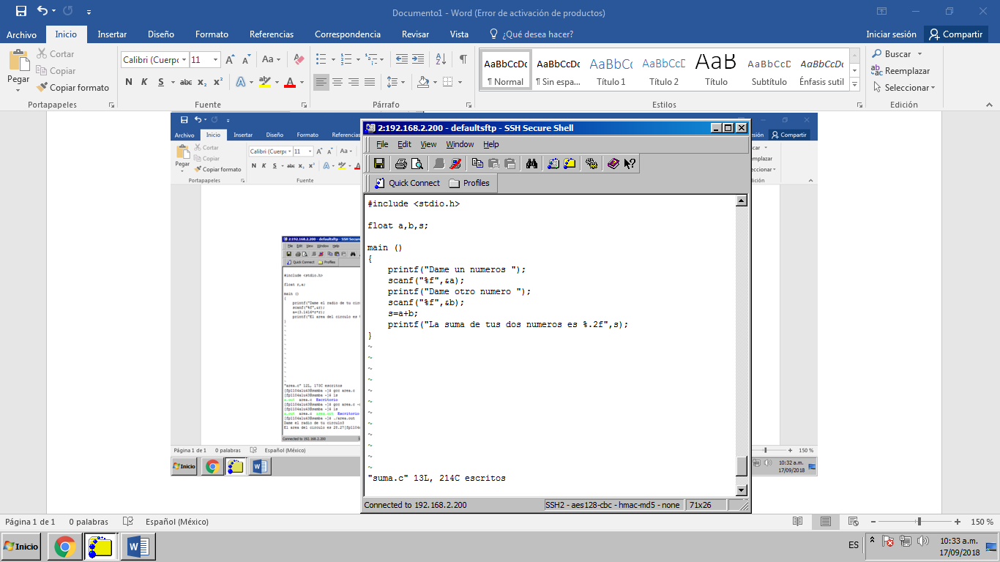 Documento1 - Word (Error de activación de productos)
Archivo Inicio Insertar Diseño Formato Referencias Correspondencia Revisar Vista ¿Qué desea hacer? Iniciar sesión Compartir
Pegar
Cortar
Copiar
Copiar formato
Calibri (Cuerpo 11 Aa
N K S abc x₂ x² A aby A
AaBbCcDc AaBbCcDc AaBbCc AaBbCcD AaB AaBbCcD AaBbCcDc
¶ Normal ¶ Sin espa... Título 1 Título 2 Título Subtítulo Énfasis sutil
Buscar
Reemplazar
Seleccionar
Portapapeles Fuente Párrafo Estilos Edición
Archivo Inicio Insertar Diseño Formato Referencias
Compartir
Pegar
Cortar
Copiar
Copiar formato
Calibri (Cuerpo 11 Aa
N K S abc x₂ x² A
Portapapeles Fuente
2:192.168.2.200 - defaultsftp - SSH Secure
File Edit View Window Help
Quick Connect Profiles
#include <stdio.h>
float r,a;
main ()
{
printf("Dame el radio de tu circ
scanf("%f",&r);
a=(3.1416*r*r);
printf("El area del circulo es
}
"area.c" 12L, 173C escritos
[fp1104alu43@samba ~]$ gcc area.c
[fp1104alu43@samba ~]$ ls
a.out area.c Escritorio
[fp1104alu43@samba ~]$ gcc area.c -
[fp1104alu43@samba ~]$ ls
a.out area.c area.out Escritorio
[fp1104alu43@samba ~]$ ./area.out
Dame el radio de tu circulo3
El area del circulo es 28.27[fp1104
Connected to 192.168.2.200
Página 1 de 1 0 palabras Español (México)
150 %
Inicio
10:32 a.m.
17/09/2018
2:192.168.2.200 - defaultsftp - SSH Secure Shell
File Edit View Window Help
Quick Connect Profiles
#include <stdio.h>
float a,b,s;
main ()
{
printf("Dame un numeros ");
scanf("%f",&a);
printf("Dame otro numero ");
scanf("%f",&b);
s=a+b;
printf("La suma de tus dos numeros es %.2f",s);
}
~
~
~
~
~
~
~
~
~
~
~
~
"suma.c" 13L, 214C escritos
Connected to 192.168.2.200 SSH2 - aes128-cbc - hmac-md5 - none 71x26
Página 1 de 1 0 palabras Español (México) 150 %
Inicio
ES
10:33 a.m.
17/09/2018